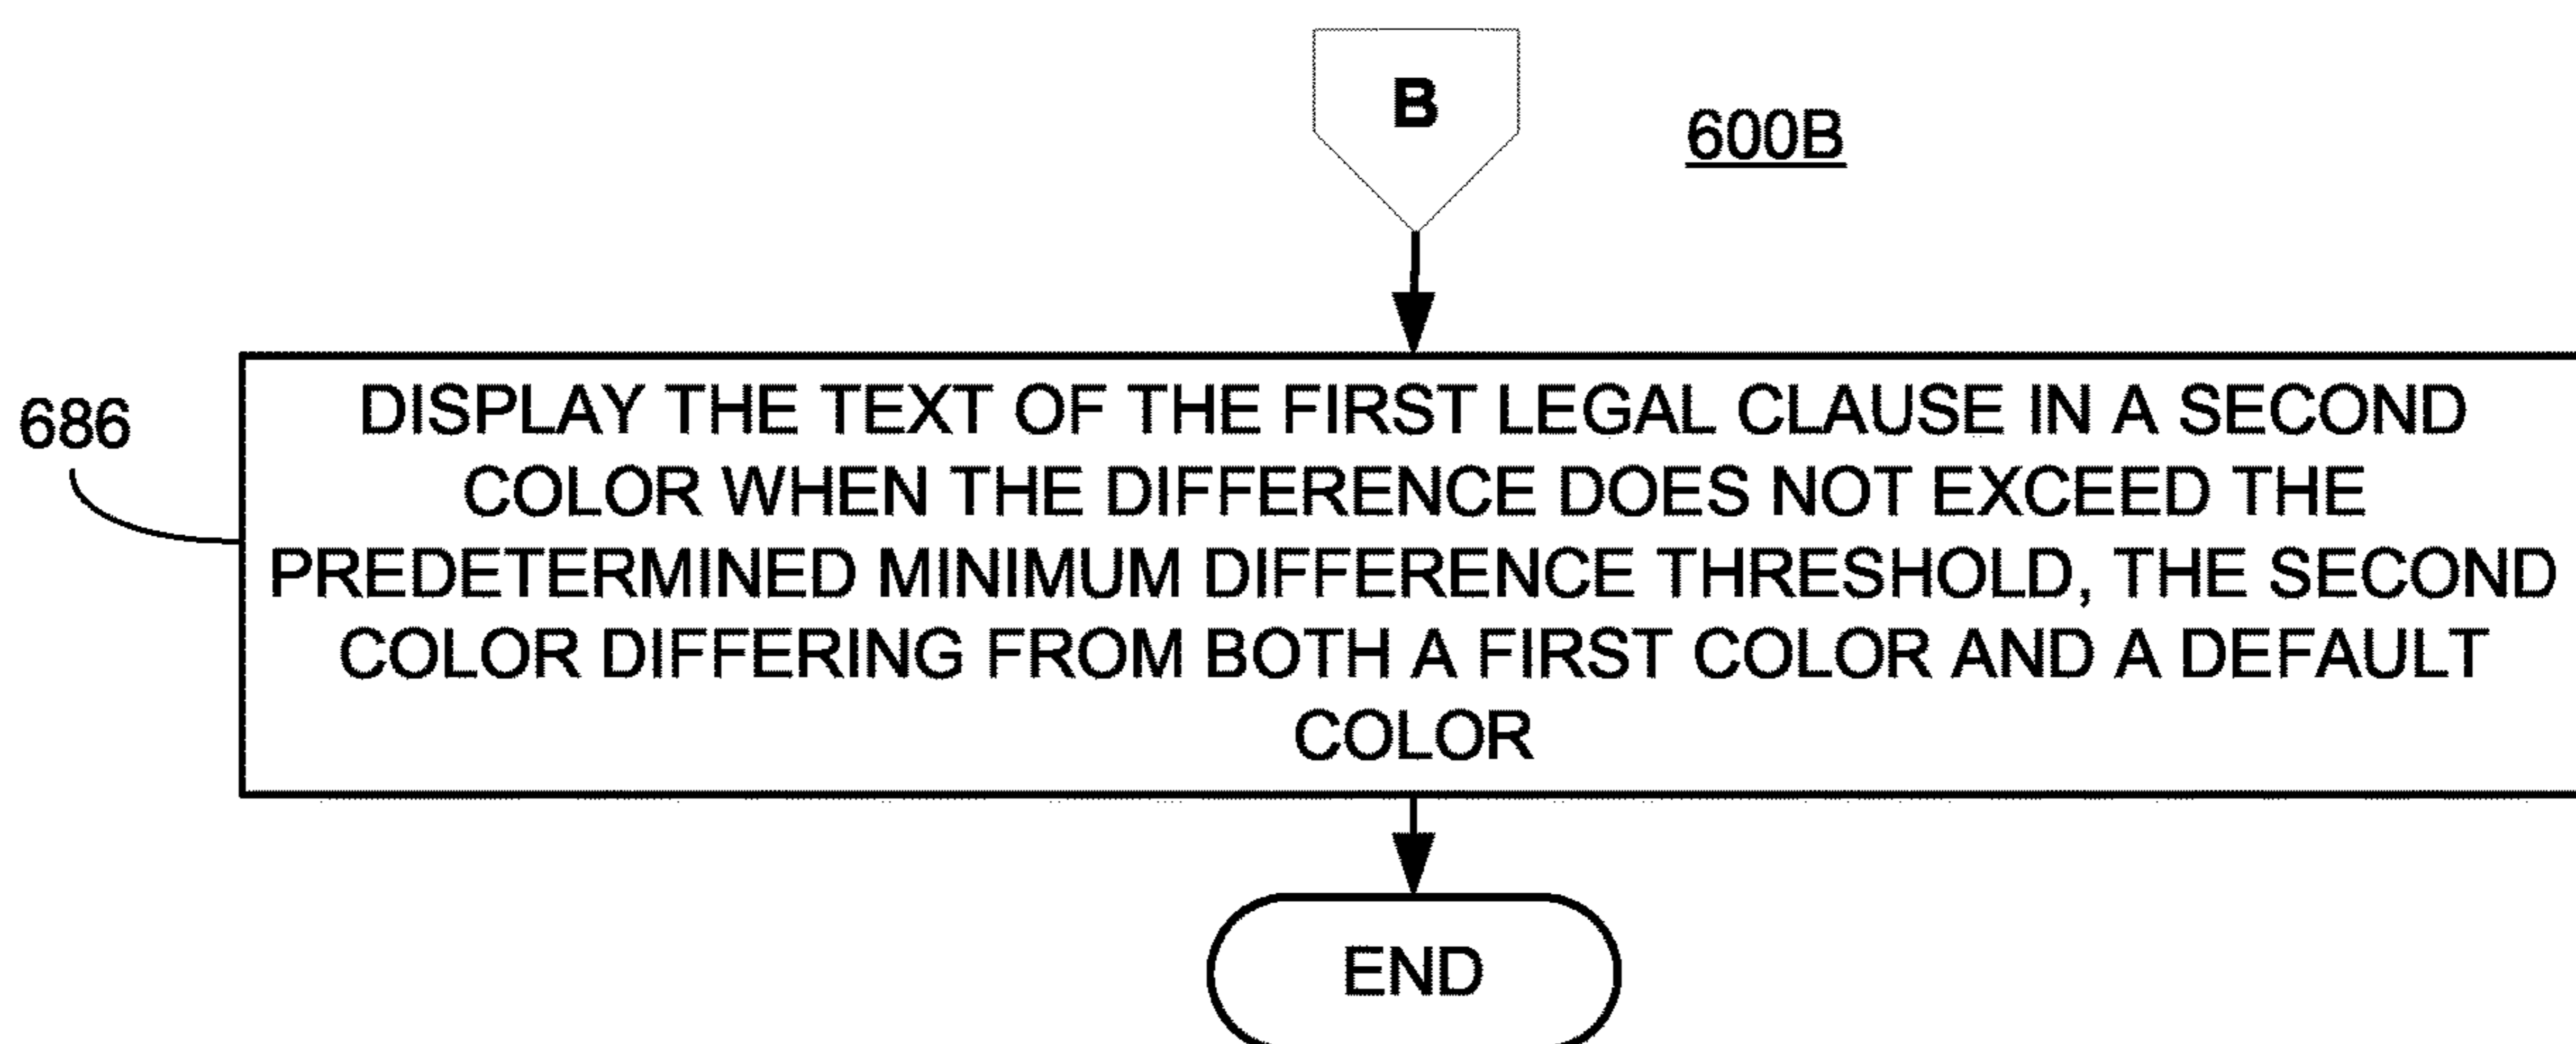 B
600B
686
DISPLAY THE TEXT OF THE FIRST LEGAL CLAUSE IN A SECOND
COLOR WHEN THE DIFFERENCE DOES NOT EXCEED THE
PREDETERMINED MINIMUM DIFFERENCE THRESHOLD, THE SECOND
COLOR DIFFERING FROM BOTH A FIRST COLOR AND A DEFAULT
COLOR
END